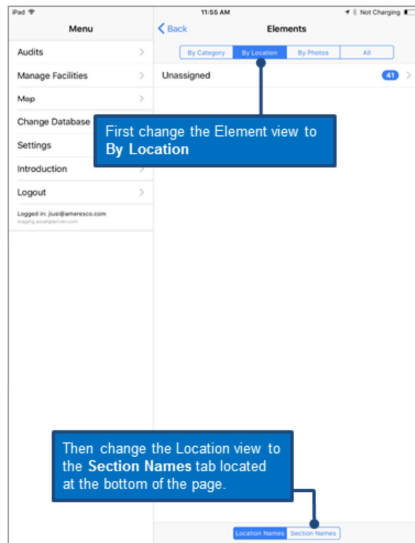 iPad
11:55 AM
Not Charging
Menu
Back
Elements
Audits
By Category
By Location
By Photos
All
Manage Facilities
Unassigned
41
Map
Change Database
First change the Element view to
By Location
Settings
Introduction
Logout
Logged in: jlusi@ameresco.com
staging.assetplanner.com
Then change the Location view to
the Section Names tab located
at the bottom of the page.
Location Names
Section Names